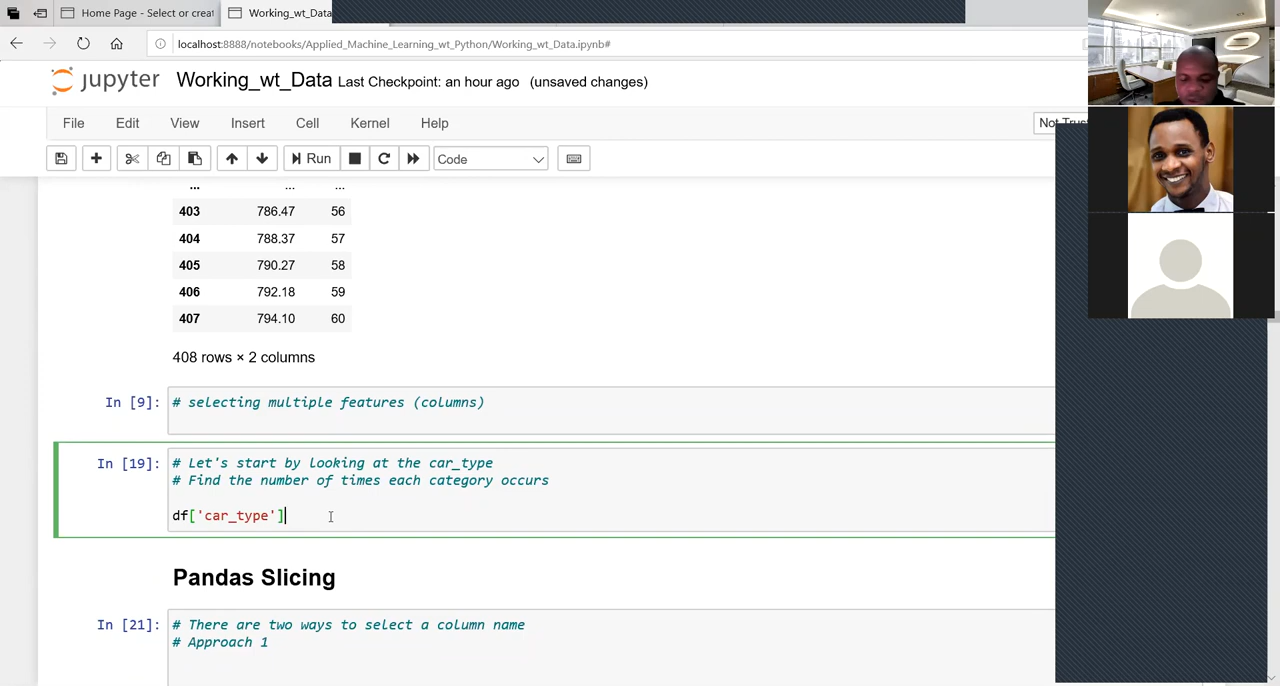 Home Page - Select or creat
Working_wt_Data
localhost:8888/notebooks/Applied_Machine_Learning_wt_Python/Working_wt_Data.ipynb#
jupyter Working_wt_Data Last Checkpoint: an hour ago (unsaved changes)
File Edit View Insert Cell Kernel Help
Not Trust
Run
Code
... ... ...
403 786.47 56
404 788.37 57
405 790.27 58
406 792.18 59
407 794.10 60
408 rows × 2 columns
In [9]: # selecting multiple features (columns)
In [19]: # Let's start by looking at the car_type
# Find the number of times each category occurs
df['car_type']
Pandas Slicing
In [21]: # There are two ways to select a column name
# Approach 1